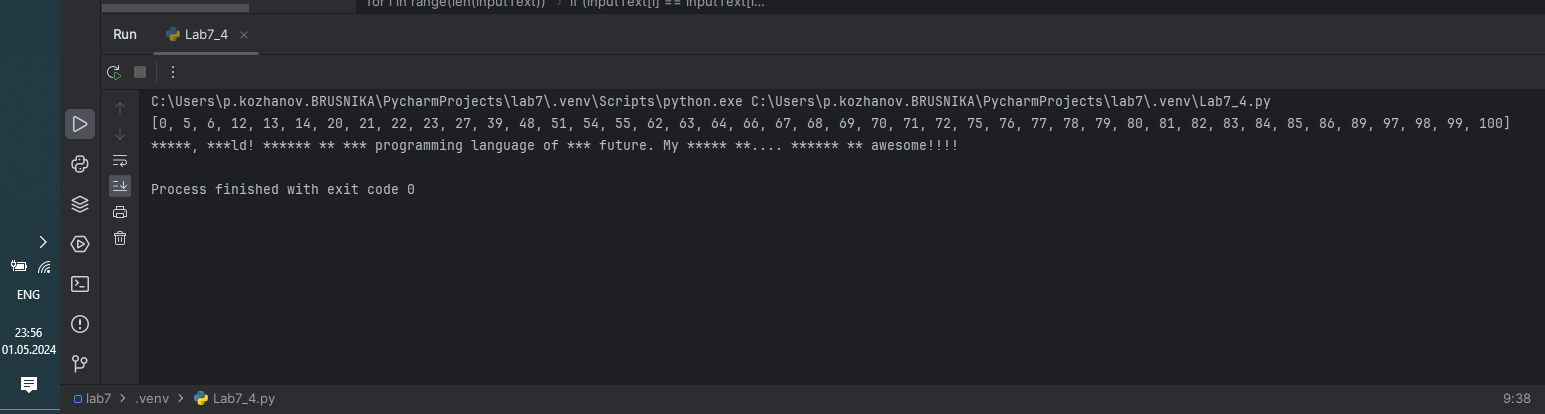 for i in range(len(inputText))  >  if (inputText[i] == inputText[i...
Run Lab7_4 ×
C:\Users\p.kozhanov.BRUSNIKA\PycharmProjects\lab7\.venv\Scripts\python.exe C:\Users\p.kozhanov.BRUSNIKA\PycharmProjects\lab7\.venv\Lab7_4.py
[0, 5, 6, 12, 13, 14, 20, 21, 22, 23, 27, 39, 48, 51, 54, 55, 62, 63, 64, 66, 67, 68, 69, 70, 71, 72, 75, 76, 77, 78, 79, 80, 81, 82, 83, 84, 85, 86, 89, 97, 98, 99, 100]
*****, ***ld! ****** ** *** programming language of *** future. My ***** **.... ****** ** awesome!!!!
Process finished with exit code 0
ENG
23:56
01.05.2024
lab7 > .venv > Lab7_4.py 9:38